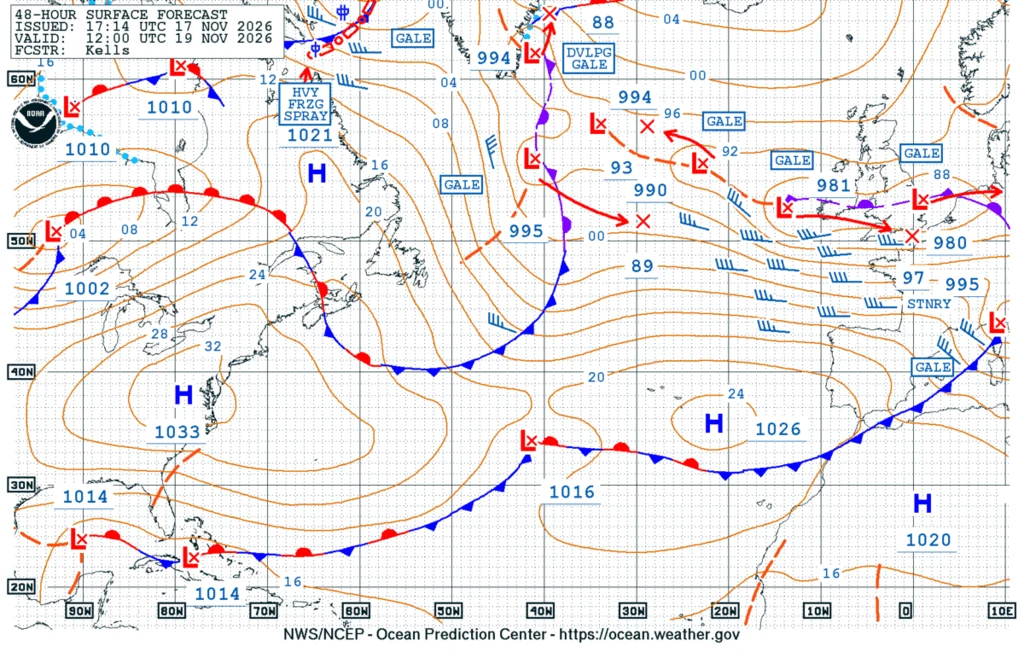 48-HOUR SURFACE FORECAST
ISSUED: 17:14 UTC 17 NOV 2026
VALID: 12:00 UTC 19 NOV 2026
FCSTR: Kells
00
88
04
GALE
994
DVLPG
GALE
16
00
60N
12
04
HVY
FRZG
SPRAY
1010
994
NOAA
96
GALE
08
1021
1010
92
GALE
GALE
H
16
93
88
GALE
990
981
20
12
995
04
08
00
50N
980
24
89
97
995
1002
STNRY
28
32
40N
GALE
20
24
H
H
1026
1033
30N
1014
1016
H
1020
16
16
20N
1014
90W
80W
70W
60W
50W
40W
30W
20W
10W
0
10E
L
L
L
L
L
L
L
L
L
L
L
L
L
NWS/NCEP - Ocean Prediction Center - https://ocean.weather.gov